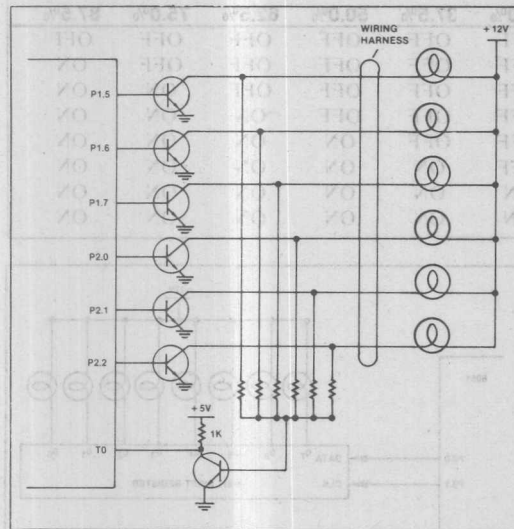 WIRING
HARNESS
+ 12V
P1.5
P1.6
P1.7
P2.0
P2.1
P2.2
+ 5V
1K
T0